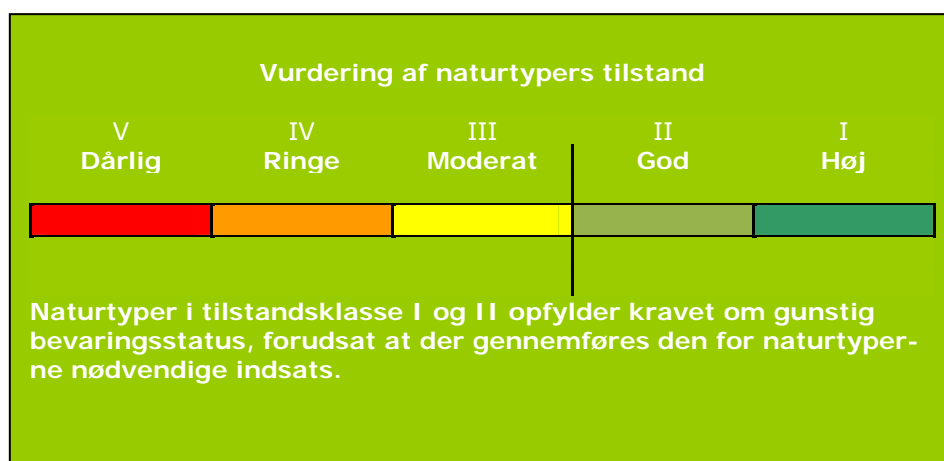 Vurdering af naturtypers tilstand
V IV III II I
Dårlig Ringe Moderat God Høj
Naturtyper i tilstandsklasse I og II opfylder kravet om gunstig
bevaringsstatus, forudsat at der gennemføres den for naturtyper-
ne nødvendige indsats.